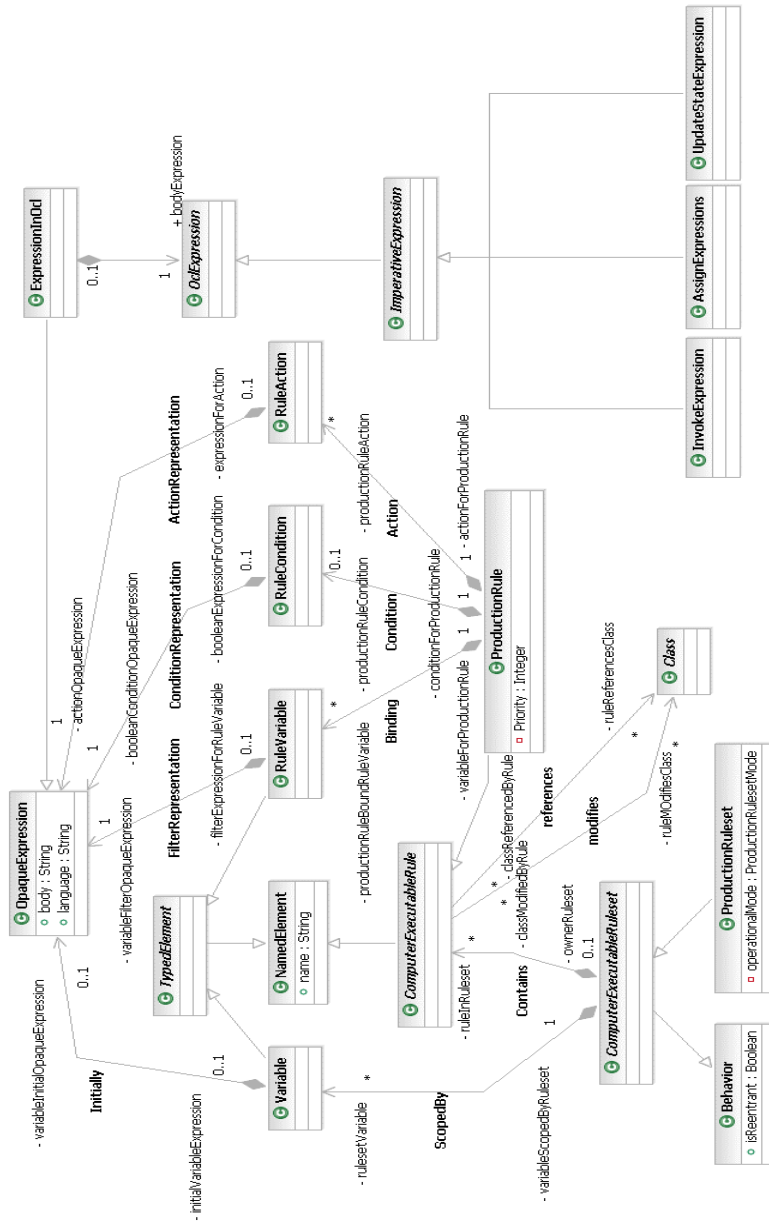 - variableInitialOpaqueExpression
0..1
Initially
- initialVariableExpression
0..1
OpaqueExpression
body : String
language : String
- variableFilterOpaqueExpression
1
FilterRepresentation
- filterExpressionForRuleVariable
0..1
1
- booleanConditionOpaqueExpression
ConditionRepresentation
- booleanExpressionForCondition
0..1
1
- actionOpaqueExpression
ActionRepresentation
- expressionForAction
0..1
ExpressionInOcl
0..1
1
+ bodyExpression
OclExpression
TypedElement
Variable
NamedElement
name : String
RuleVariable
RuleCondition
RuleAction
- rulesetVariable
*
ScopedBy
- variableScopedByRuleset
1
- productionRuleBoundRuleVariable
*
Binding
- variableForProductionRule
1
- productionRuleCondition
0..1
Condition
- conditionForProductionRule
1
- productionRuleAction
*
Action
1
- actionForProductionRule
ImperativeExpression
ComputerExecutableRule
ProductionRule
Priority : Integer
- ruleInRuleset
*
Contains
- ownerRuleset
0..1
- classModifiedByRule
*
- classReferencedByRule
*
references
modifies
- ruleReferencesClass
*
- ruleMOdifiesClass
*
Class
ComputerExecutableRuleset
Behavior
isReentrant : Boolean
ProductionRuleset
operationalMode : ProductionRulesetMode
InvokeExpression
AssignExpressions
UpdateStateExpression